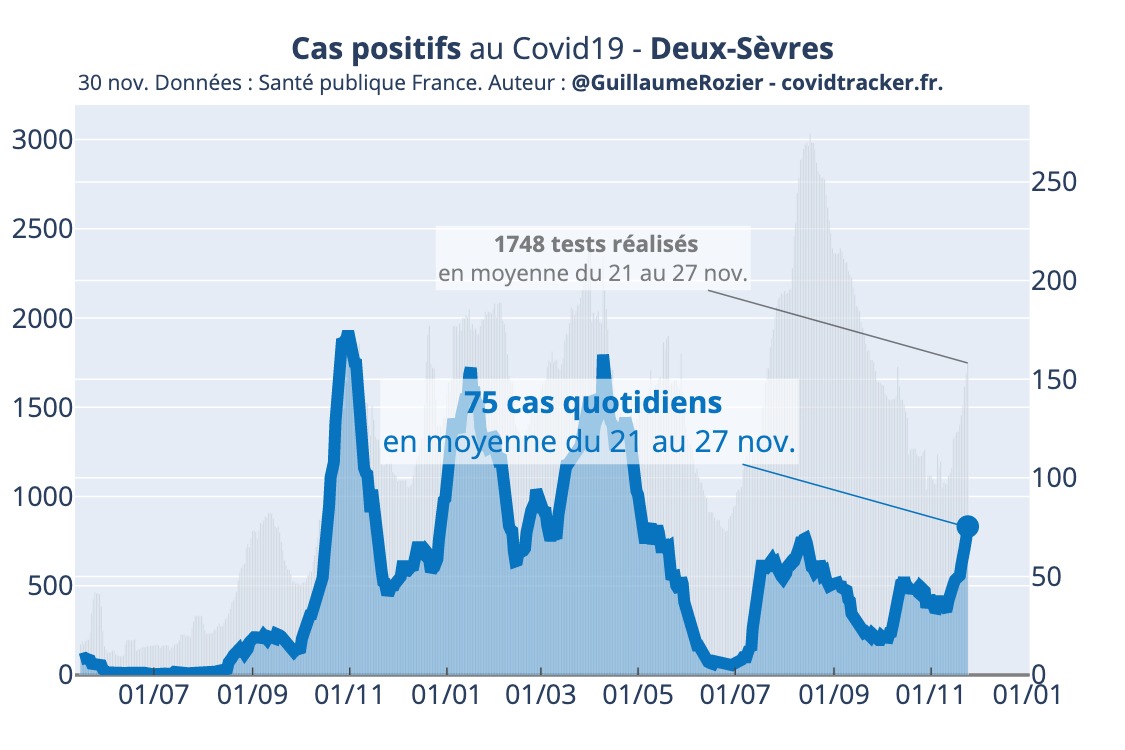 Cas positifs au Covid19 - Deux-Sèvres
30 nov. Données : Santé publique France. Auteur : @GuillaumeRozier - covidtracker.fr.
3000
2500
2000
1500
1000
500
0
250
200
150
100
50
0
1748 tests réalisés
en moyenne du 21 au 27 nov.
75 cas quotidiens
en moyenne du 21 au 27 nov.
01/07 01/09 01/11 01/01 01/03 01/05 01/07 01/09 01/11 01/01